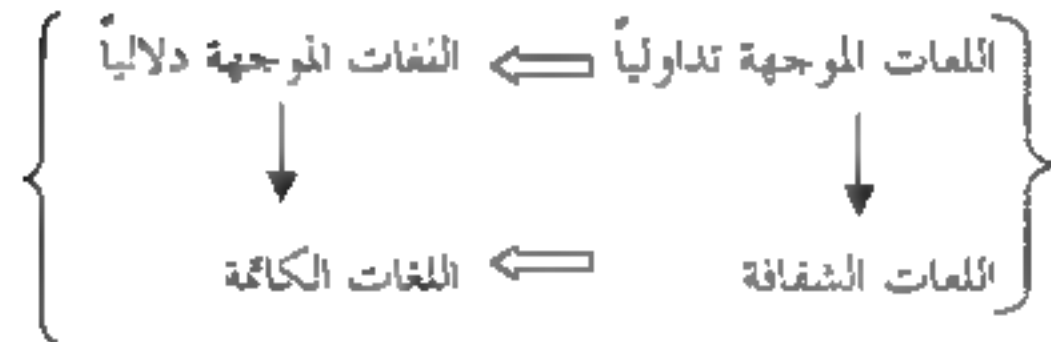 اللغات الموجهة تداولياً اللغات الموجهة دلالياً
اللغات الشفافة اللغات الكاتمة